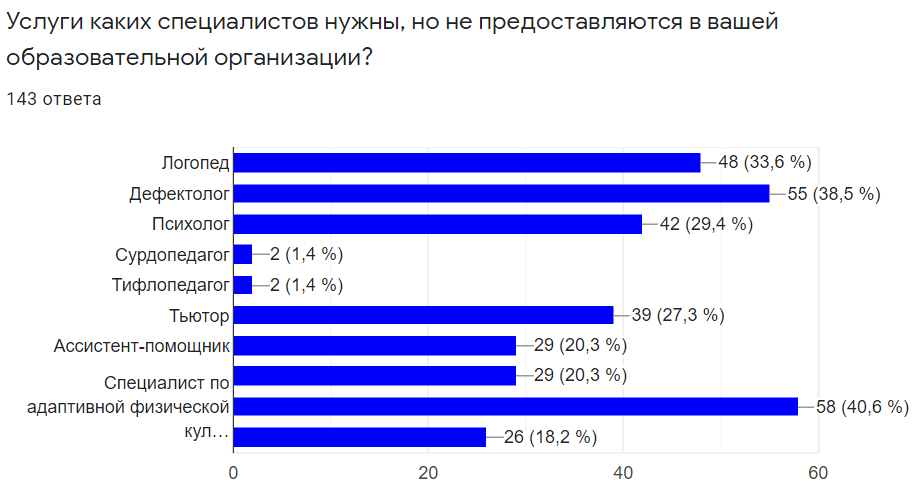 Услуги каких специалистов нужны, но не предоставляются в вашей
образовательной организации?
143 ответа
Логопед
48 (33,6 %)
Дефектолог
55 (38,5 %)
Психолог
42 (29,4 %)
Сурдопедагог
2 (1,4 %)
Тифлопедагог
2 (1,4 %)
Тьютор
39 (27,3 %)
Ассистент-помощник
29 (20,3 %)
29 (20,3 %)
Специалист по
адаптивной физической
кул…
58 (40,6 %)
26 (18,2 %)
0
20
40
60